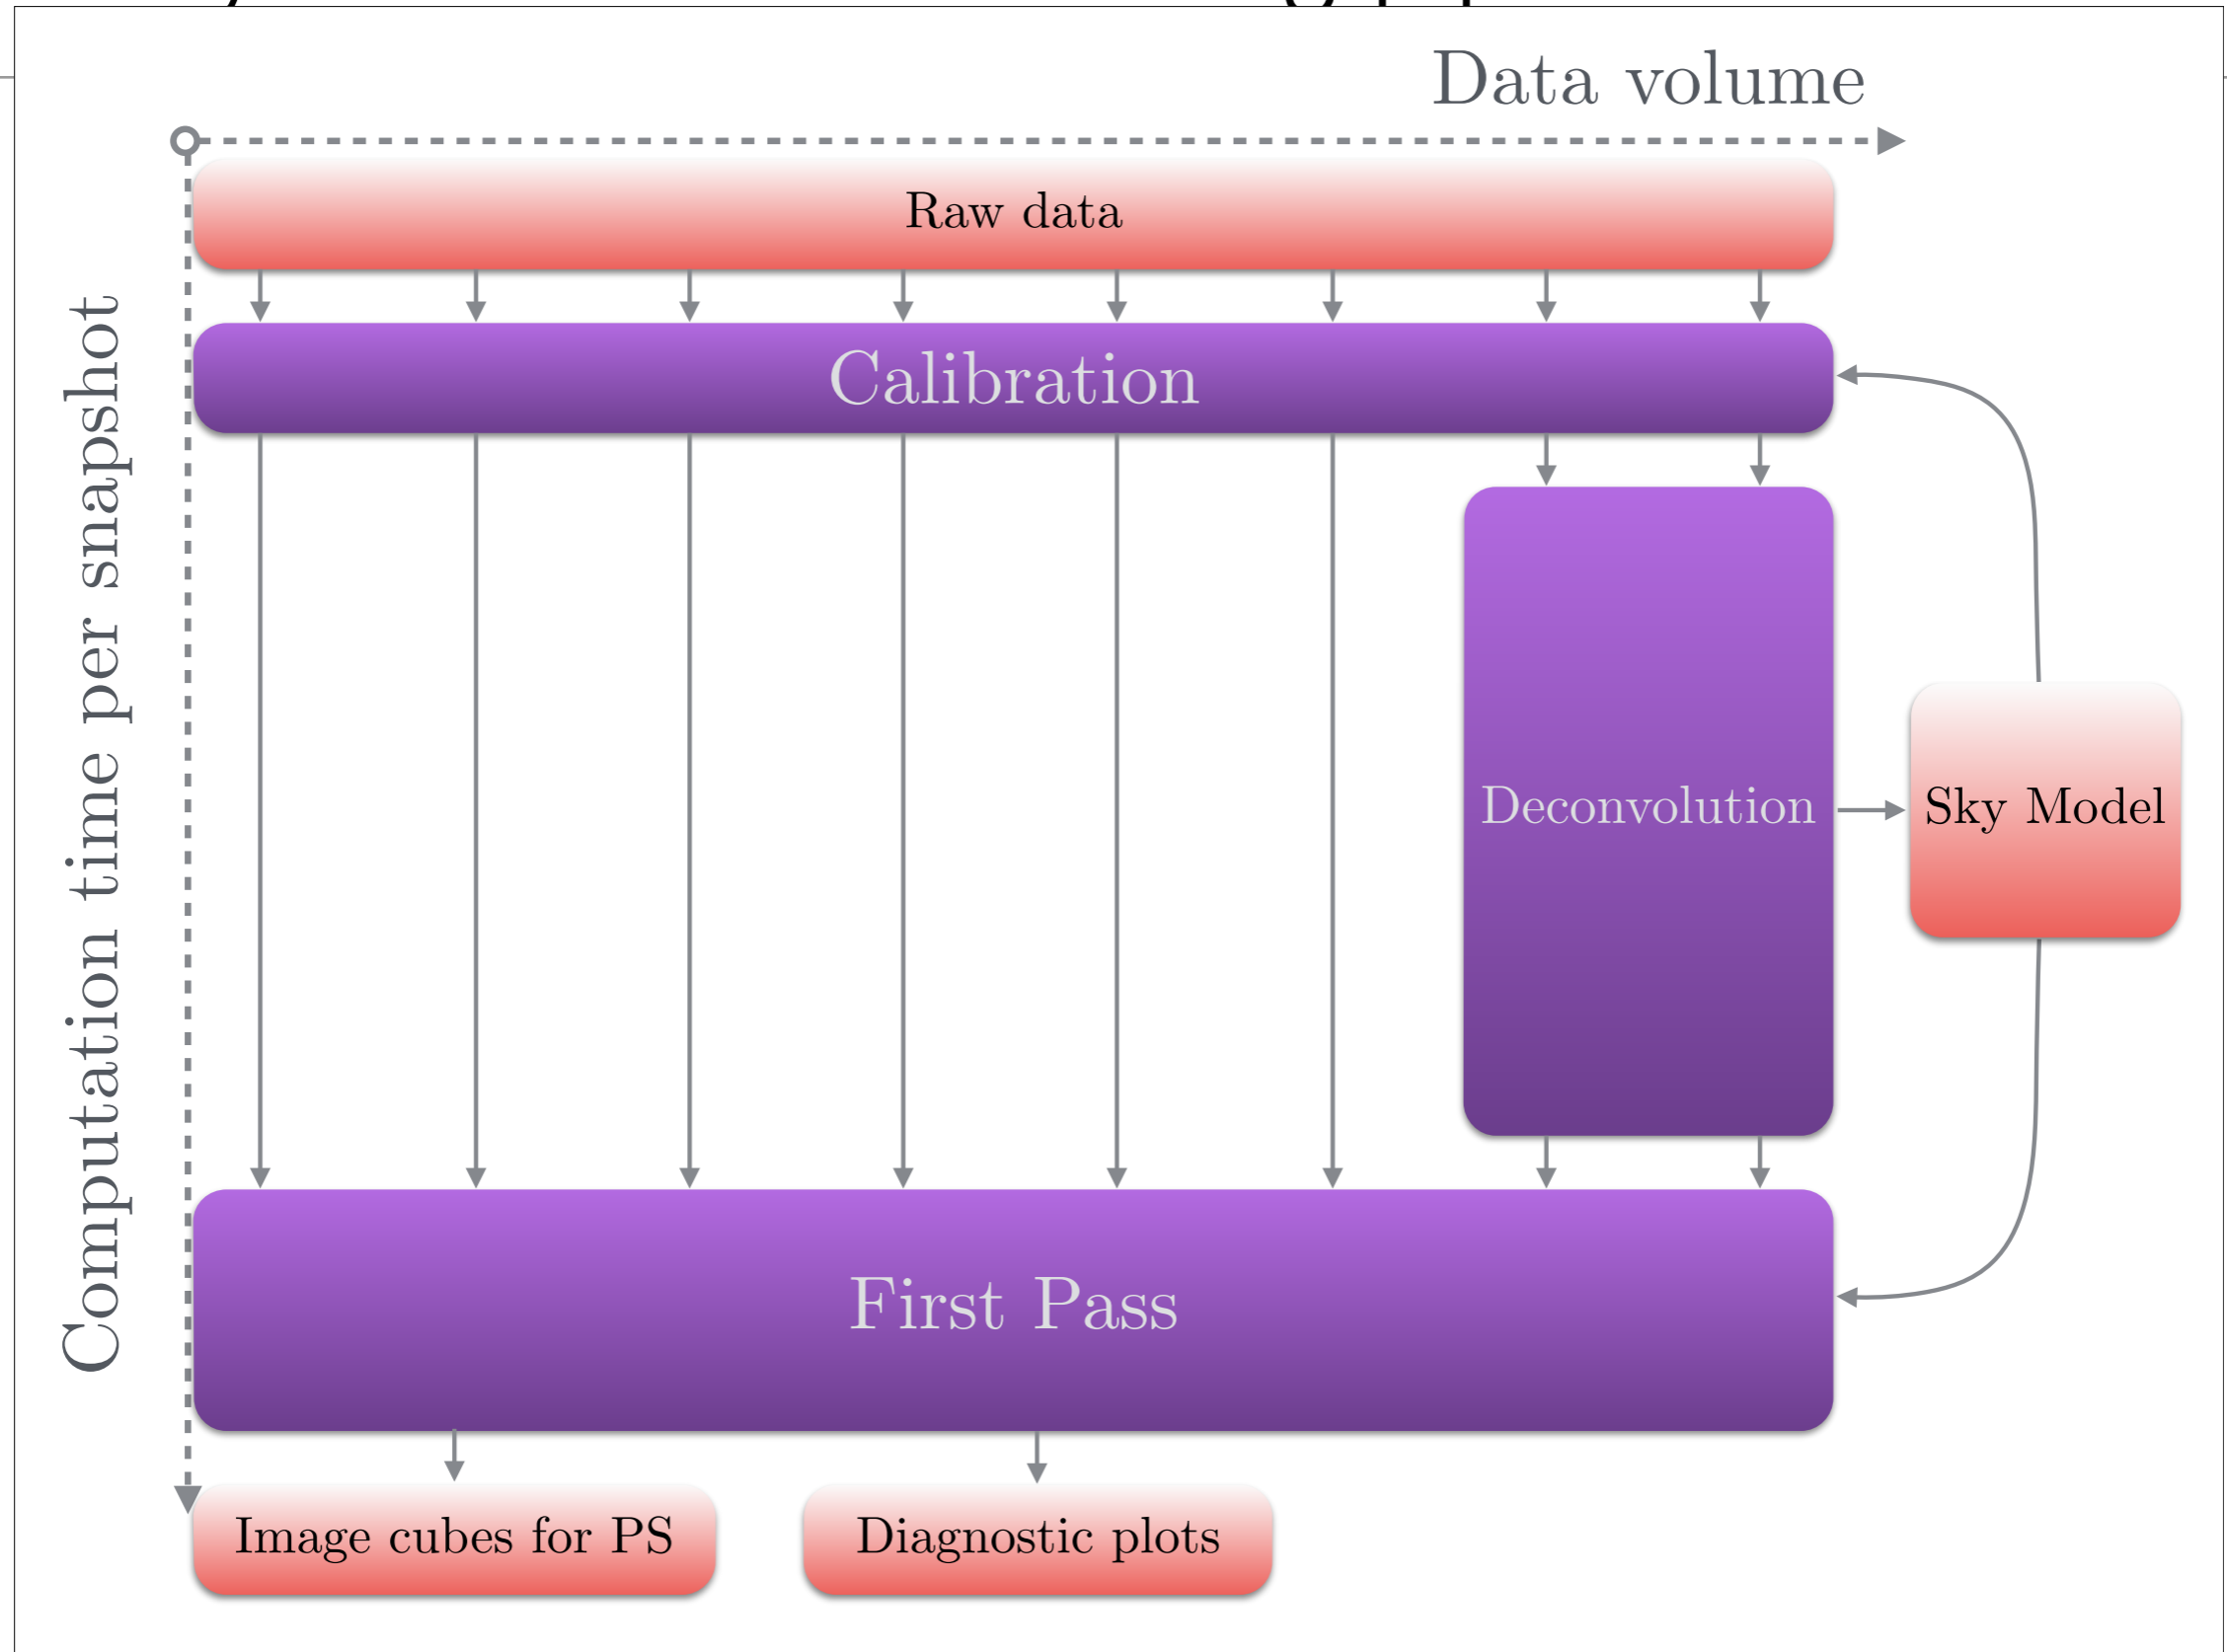 Data volume
Computation time per snapshot
Raw data
Calibration
Deconvolution
Sky Model
First Pass
Image cubes for PS
Diagnostic plots